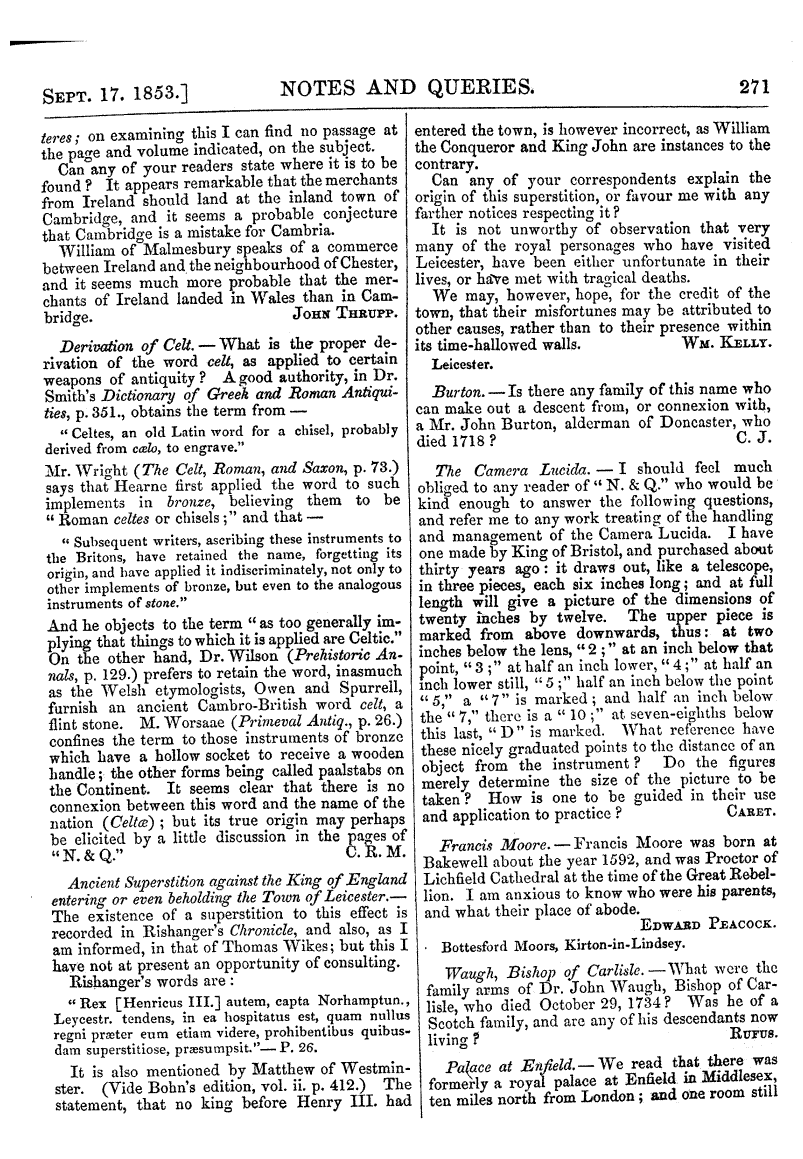 SEPT. 17. 1853.] NOTES AND QUERIES. 271
teres; on examining this I can find no passage at
the page and volume indicated, on the subject.
Can any of your readers state where it is to be
found? It appears remarkable that the merchants
from Ireland should land at the inland town of
Cambridge, and it seems a probable conjecture
that Cambridge is a mistake for Cambria.
William of Malmesbury speaks of a commerce
between Ireland and the neighbourhood of Chester,
and it seems much more probable that the mer-
chants of Ireland landed in Wales than in Cam-
bridge. JOHN THRUPP.
Derivation of Celt. — What is the proper de-
rivation of the word celt, as applied to certain
weapons of antiquity? A good authority, in Dr.
Smith's Dictionary of Greek and Roman Antiqui-
ties, p. 351., obtains the term from —
"Celtes, an old Latin word for a chisel, probably
derived from cœlo, to engrave."
Mr. Wright (The Celt, Roman, and Saxon, p. 73.)
says that Hearne first applied the word to such
implements in bronze, believing them to be
"Roman celtes or chisels;" and that —
"Subsequent writers, ascribing these instruments to
the Britons, have retained the name, forgetting its
origin, and have applied it indiscriminately, not only to
other implements of bronze, but even to the analogous
instruments of stone."
And he objects to the term "as too generally im-
plying that things to which it is applied are Celtic."
On the other hand, Dr. Wilson (Prehistoric An-
nals, p. 129.) prefers to retain the word, inasmuch
as the Welsh etymologists, Owen and Spurrell,
furnish an ancient Cambro-British word celt, a
flint stone. M. Worsaae (Primeval Antiq., p. 26.)
confines the term to those instruments of bronze
which have a hollow socket to receive a wooden
handle; the other forms being called paalstabs on
the Continent. It seems clear that there is no
connexion between this word and the name of the
nation (Celtæ); but its true origin may perhaps
be elicited by a little discussion in the pages of
"N. & Q." C. R. M.
Ancient Superstition against the King of England
entering or even beholding the Town of Leicester.—
The existence of a superstition to this effect is
recorded in Rishanger's Chronicle, and also, as I
am informed, in that of Thomas Wikes; but this I
have not at present an opportunity of consulting.
Rishanger's words are:
"Rex [Henricus III.] autem, capta Norhamptun.,
Leycestr. tendens, in ea hospitatus est, quam nullus
regni præter eum etiam videre, prohibentibus quibus-
dam superstitiose, præsumpsit."—P. 26.
It is also mentioned by Matthew of Westmin-
ster. (Vide Bohn's edition, vol. ii. p. 412.) The
statement, that no king before Henry III. had
entered the town, is however incorrect, as William
the Conqueror and King John are instances to the
contrary.
Can any of your correspondents explain the
origin of this superstition, or favour me with any
farther notices respecting it?
It is not unworthy of observation that very
many of the royal personages who have visited
Leicester, have been either unfortunate in their
lives, or have met with tragical deaths.
We may, however, hope, for the credit of the
town, that their misfortunes may be attributed to
other causes, rather than to their presence within
its time-hallowed walls. WM. KELLY.
Leicester.
Burton. — Is there any family of this name who
can make out a descent from, or connexion with,
a Mr. John Burton, alderman of Doncaster, who
died 1718? C. J.
The Camera Lucida. — I should feel much
obliged to any reader of "N. & Q." who would be
kind enough to answer the following questions,
and refer me to any work treating of the handling
and management of the Camera Lucida. I have
one made by King of Bristol, and purchased about
thirty years ago: it draws out, like a telescope,
in three pieces, each six inches long; and at full
length will give a picture of the dimensions of
twenty inches by twelve. The upper piece is
marked from above downwards, thus: at two
inches below the lens, "2;" at an inch below that
point, "3;" at half an inch lower, "4;" at half an
inch lower still, "5;" half an inch below the point
"5," a "7" is marked; and half an inch below
the "7," there is a "10;" at seven-eighths below
this last, "D" is marked. What reference have
these nicely graduated points to the distance of an
object from the instrument? Do the figures
merely determine the size of the picture to be
taken? How is one to be guided in their use
and application to practice? CARET.
Francis Moore. — Francis Moore was born at
Bakewell about the year 1592, and was Proctor of
Lichfield Cathedral at the time of the Great Rebel-
lion. I am anxious to know who were his parents,
and what their place of abode.
EDWARD PEACOCK.
Bottesford Moors, Kirton-in-Lindsey.
Waugh, Bishop of Carlisle. — What were the
family arms of Dr. John Waugh, Bishop of Car-
lisle, who died October 29, 1734? Was he of a
Scotch family, and are any of his descendants now
living? RUFUS.
Palace at Enfield. — We read that there was
formerly a royal palace at Enfield in Middlesex,
ten miles north from London; and one room still